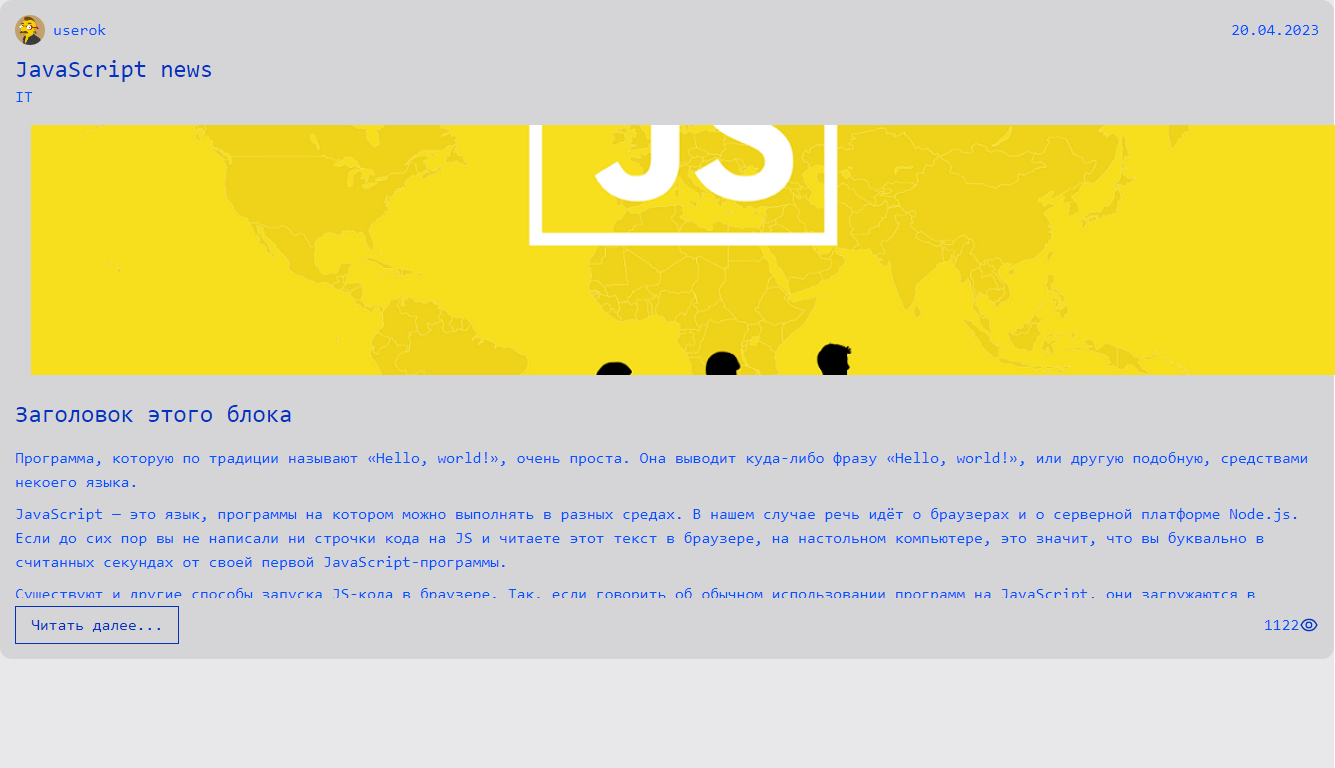 userok
20.04.2023
JavaScript news
IT
JS
Заголовок этого блока
Программа, которую по традиции называют «Hello, world!», очень проста. Она выводит куда-либо фразу «Hello, world!», или другую подобную, средствами
некоего языка.
JavaScript — это язык, программы на котором можно выполнять в разных средах. В нашем случае речь идёт о браузерах и о серверной платформе Node.js.
Если до сих пор вы не написали ни строчки кода на JS и читаете этот текст в браузере, на настольном компьютере, это значит, что вы буквально в
считанных секундах от своей первой JavaScript-программы.
Существуют и другие способы запуска JS-кода в браузере. Так, если говорить об обычном использовании программ на JavaScript, они загружаются в
Читать далее...
1122